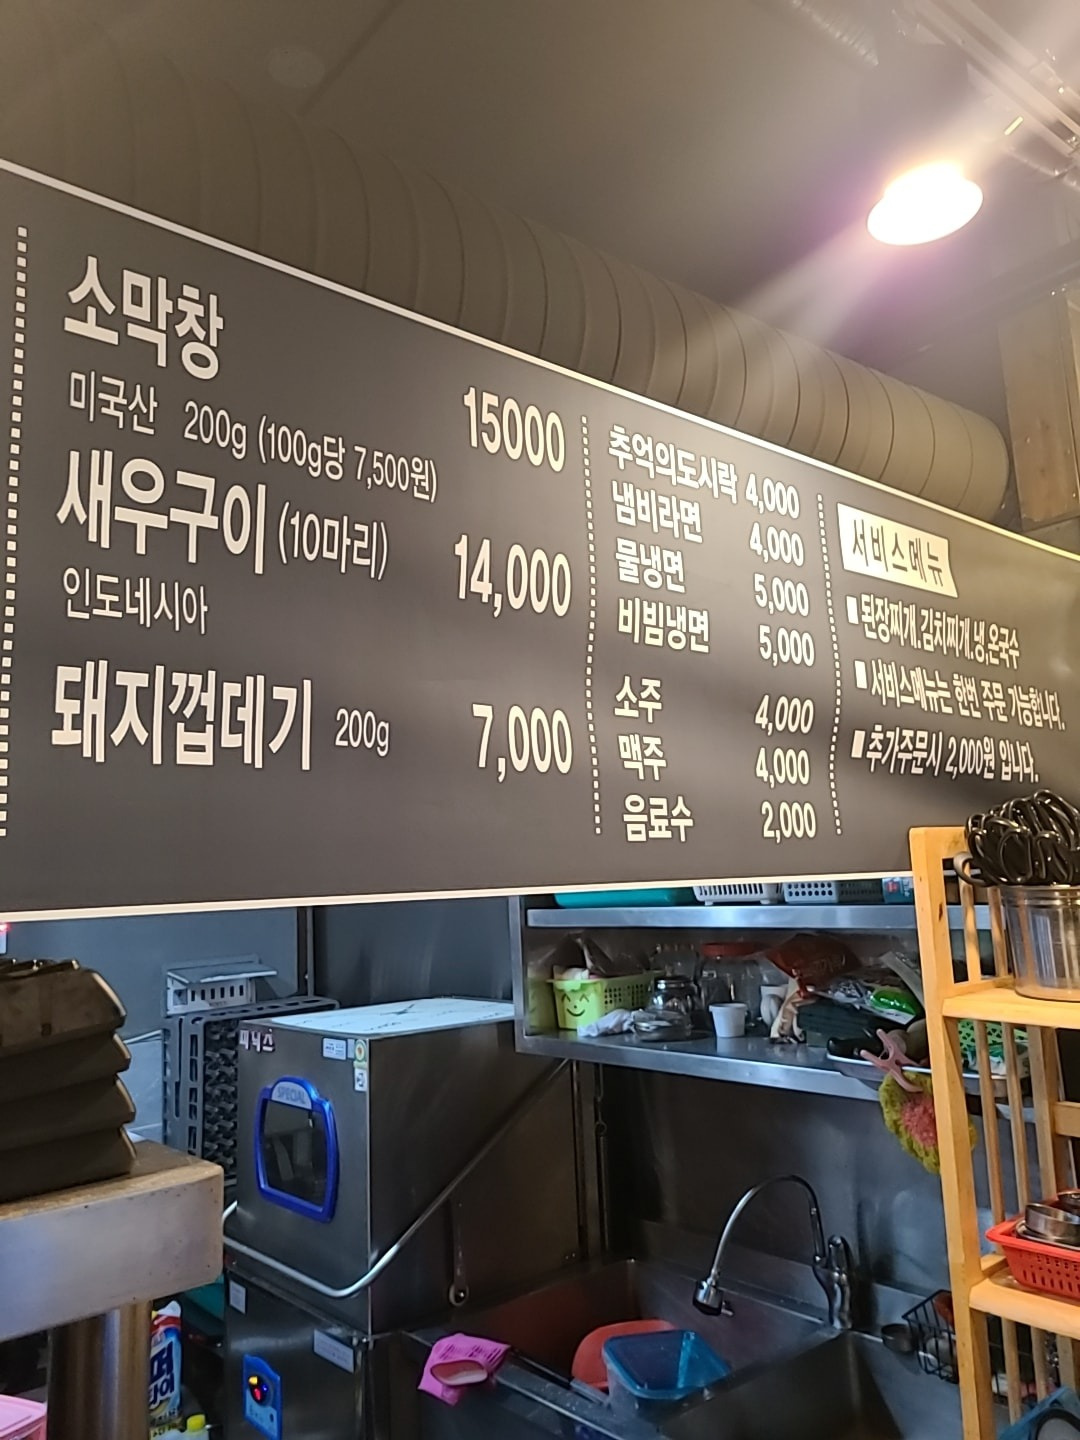 소막창
미국산 200g (100g당 7,500원) 15000
새우구이 (10마리) 14,000
인도네시아
돼지껍데기 200g 7,000
추억의도시락 4,000
냄비라면 4,000
물냉면 5,000
비빔냉면 5,000
소주 4,000
맥주 4,000
음료수 2,000
서비스메뉴
■ 된장찌개.김치찌개.냉,온국수
■ 서비스메뉴는 한번 주문 가능합니다.
■ 추가주문시 2,000원 입니다.
피닉스
SPECIAL